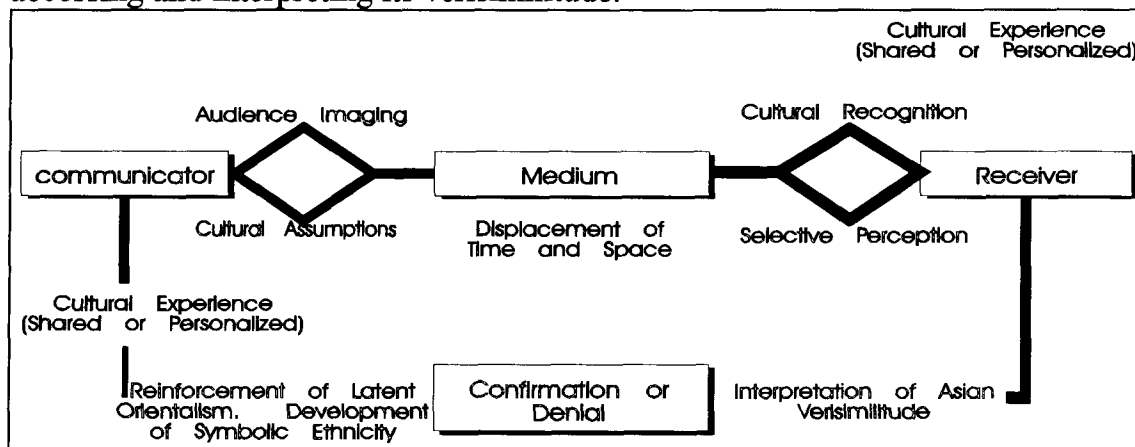 Cultural Experience
(Shared or Personalized)
Audience Imaging
Cultural Recognition
communicator
Medium
Receiver
Cultural Assumptions
Displacement of
Time and Space
Selective Perception
Cultural Experience
(Shared or Personalized)
Reinforcement of Latent
Orientalism. Development
of Symbolic Ethnicity
Confirmation or
Denial
Interpretation of Asian
Verisimilitude